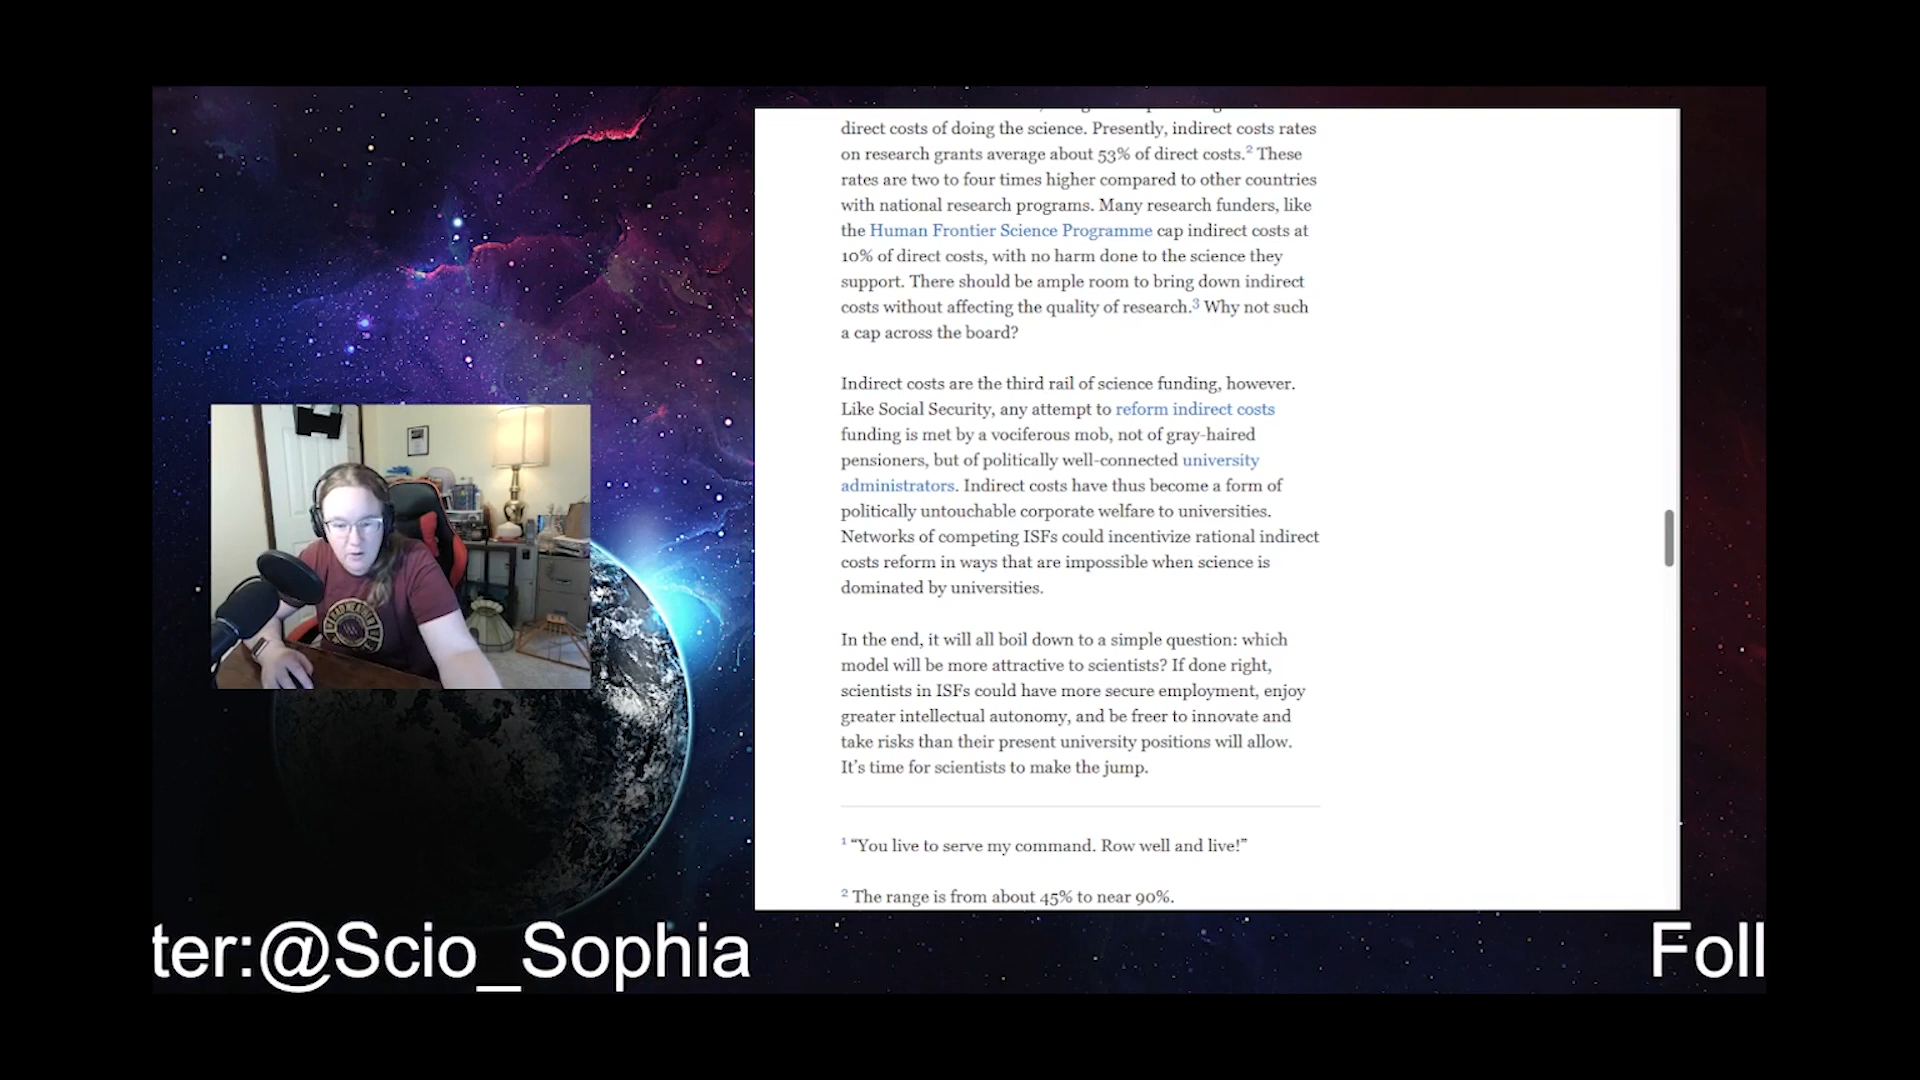 direct costs of doing the science. Presently, indirect costs rates
on research grants average about 53% of direct costs.² These
rates are two to four times higher compared to other countries
with national research programs. Many research funders, like
the Human Frontier Science Programme cap indirect costs at
10% of direct costs, with no harm done to the science they
support. There should be ample room to bring down indirect
costs without affecting the quality of research.³ Why not such
a cap across the board?
Indirect costs are the third rail of science funding, however.
Like Social Security, any attempt to reform indirect costs
funding is met by a vociferous mob, not of gray-haired
pensioners, but of politically well-connected university
administrators. Indirect costs have thus become a form of
politically untouchable corporate welfare to universities.
Networks of competing ISFs could incentivize rational indirect
costs reform in ways that are impossible when science is
dominated by universities.
In the end, it will all boil down to a simple question: which
model will be more attractive to scientists? If done right,
scientists in ISFs could have more secure employment, enjoy
greater intellectual autonomy, and be freer to innovate and
take risks than their present university positions will allow.
It’s time for scientists to make the jump.
¹ “You live to serve my command. Row well and live!”
² The range is from about 45% to near 90%.
ter:@Scio_Sophia
Foll